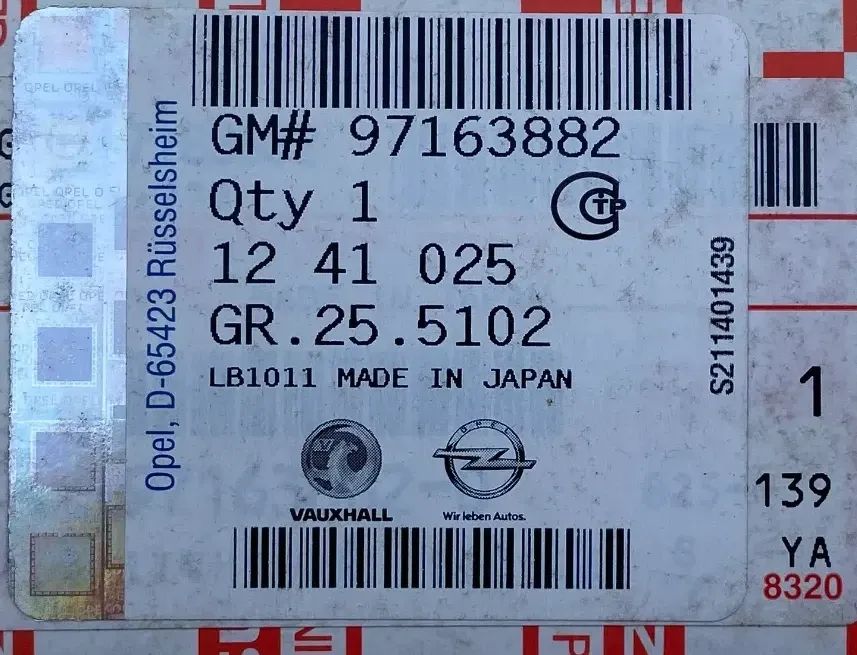 GM# 97163882
Qty 1
12 41 025
GR.25.5102
LB1011 MADE IN JAPAN
VAUXHALL
OPEL
Wir leben Autos.
Opel, D-65423 Rüsselsheim
S211401439
1
139
YA
8320